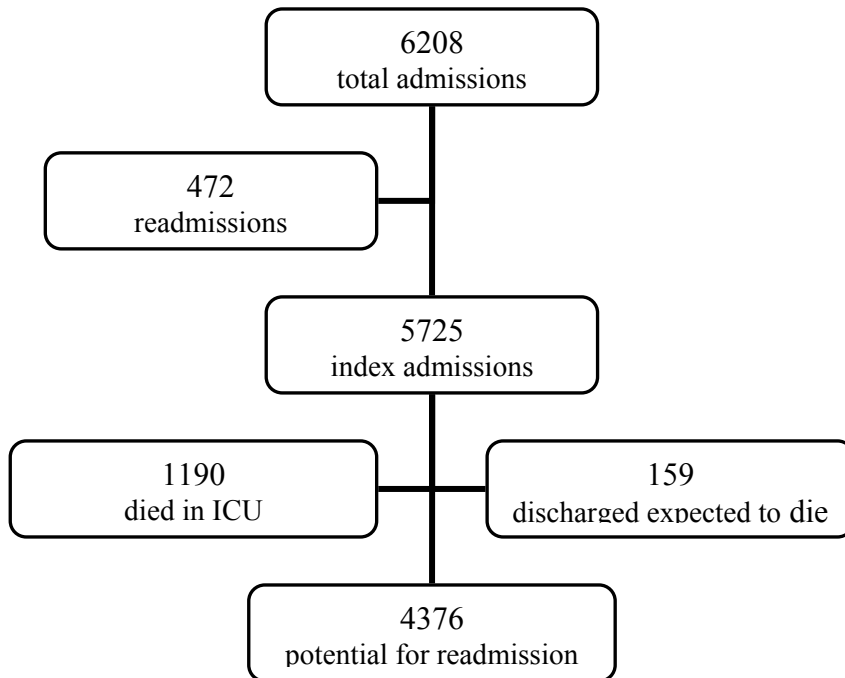 6208
total admissions
472
readmissions
5725
index admissions
1190
died in ICU
159
discharged expected to die
4376
potential for readmission